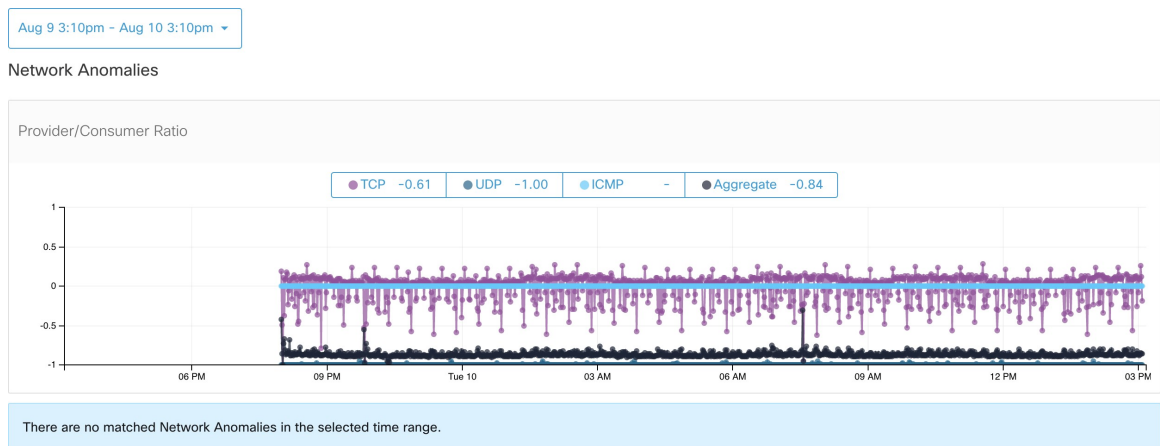 Aug 9 3:10pm - Aug 10 3:10pm
Network Anomalies
Provider/Consumer Ratio
TCP -0.61 UDP -1.00 ICMP - Aggregate -0.84
1
0.5
0
-0.5
-1
06 PM 09 PM Tue 10 03 AM 06 AM 09 AM 12 PM 03 PM
There are no matched Network Anomalies in the selected time range.